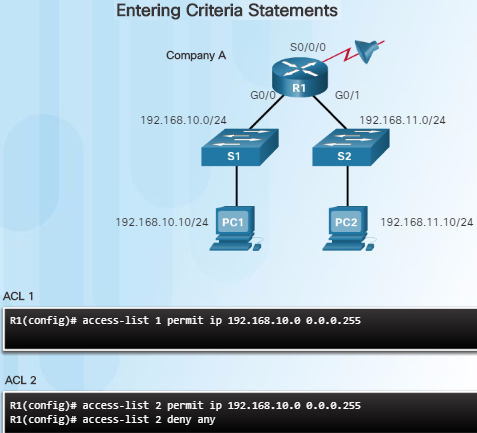 Entering Criteria Statements
Company A
S0/0/0
R1
G0/0
G0/1
192.168.10.0/24
192.168.11.0/24
S1
S2
192.168.10.10/24
PC1
PC2
192.168.11.10/24
ACL 1
R1(config)# access-list 1 permit ip 192.168.10.0 0.0.0.255
ACL 2
R1(config)# access-list 2 permit ip 192.168.10.0 0.0.0.255
R1(config)# access-list 2 deny any